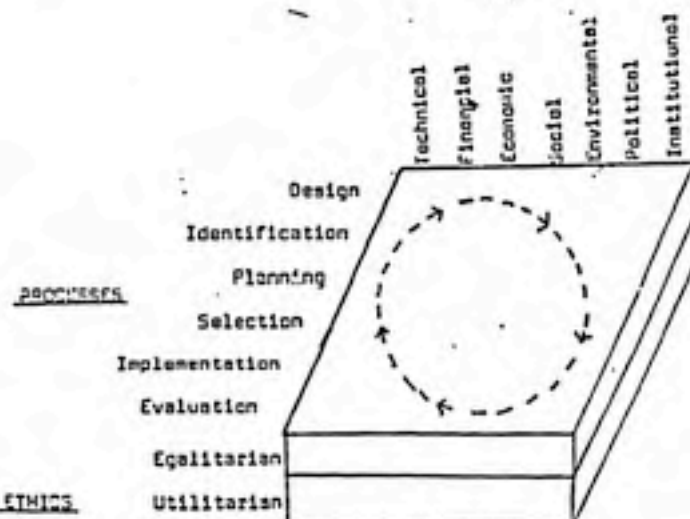 Technical
Financial
Economic
Social
Environmental
Political
Institutional
Design
Identification
Planning
PROCESSES
Selection
Implementation
Evaluation
Egalitarian
ETHICS Utilitarian